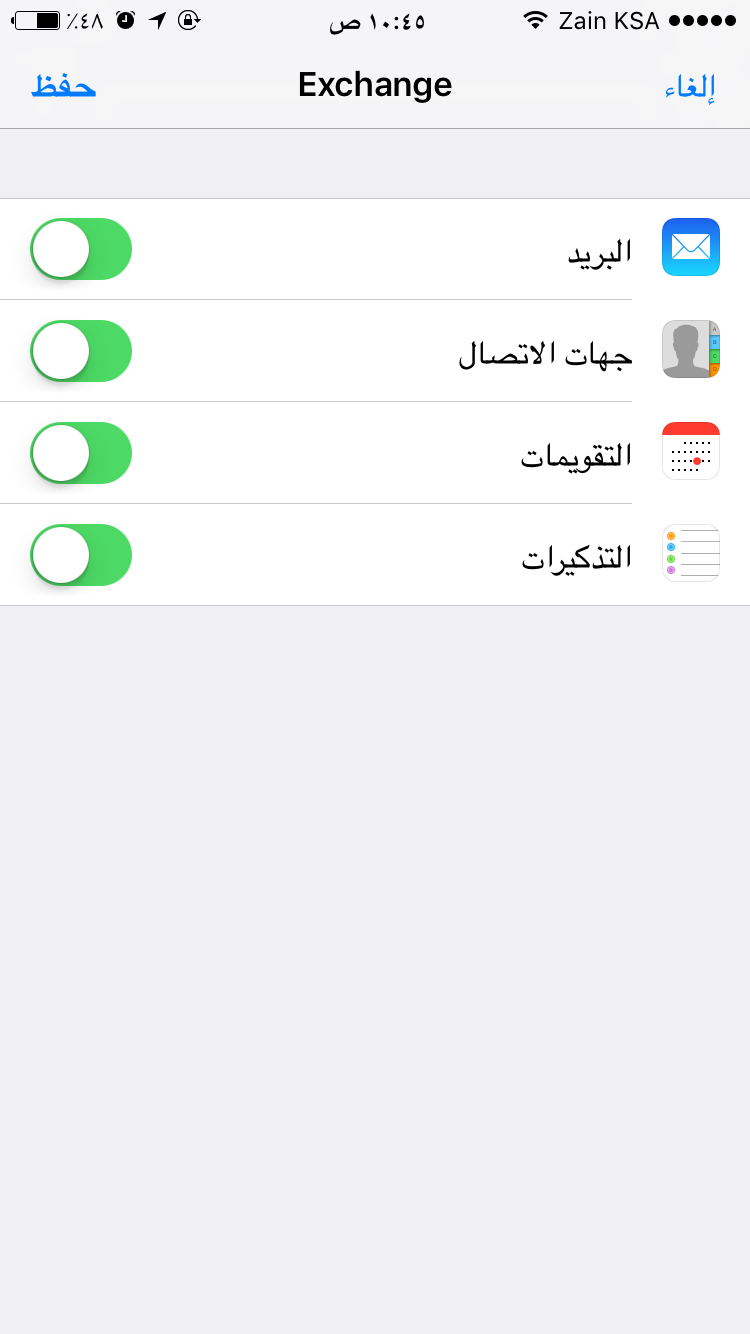 Zain KSA ١٠:٤٥ ص ٪٤٨
إلغاء Exchange حفظ
البريد
جهات الاتصال
التقويمات
التذكيرات